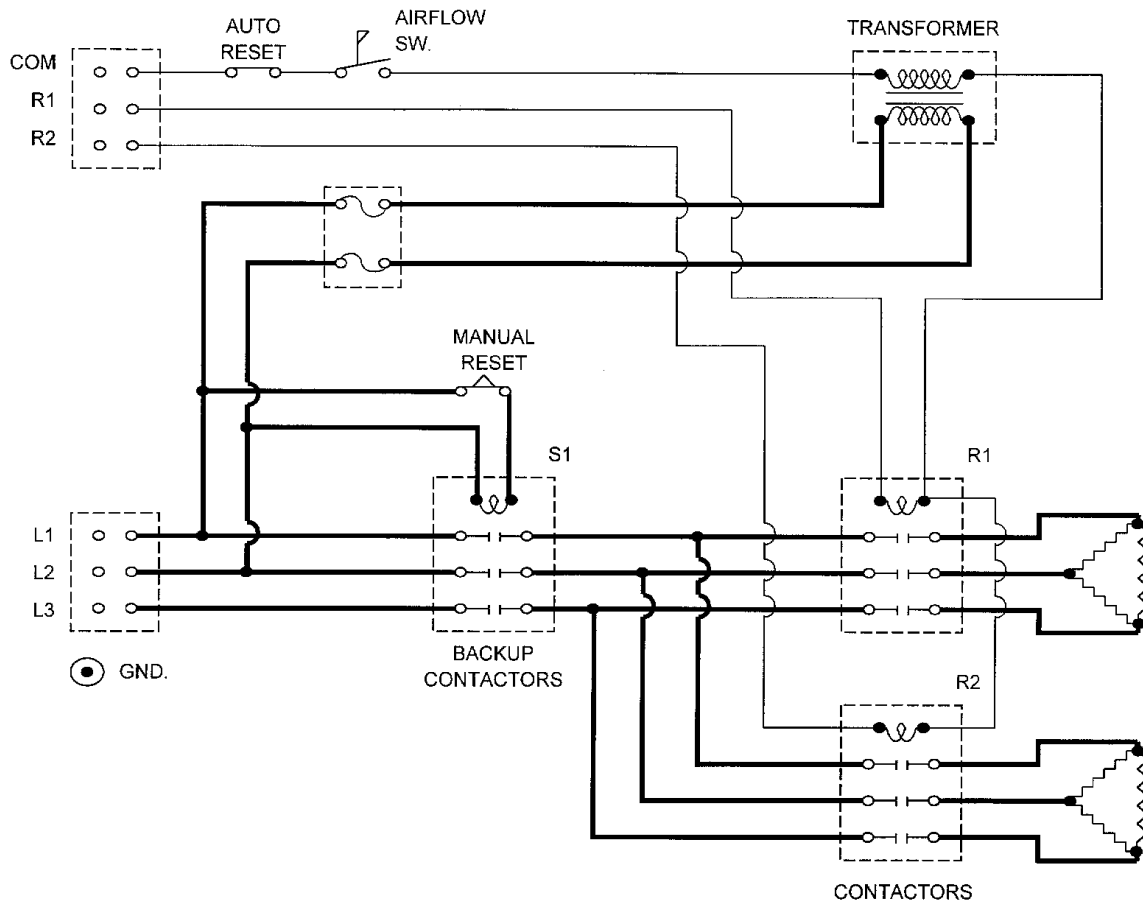 AUTO
RESET
AIRFLOW
SW.
TRANSFORMER
COM
R1
R2
MANUAL
RESET
S1
R1
L1
L2
L3
GND.
BACKUP
CONTACTORS
R2
CONTACTORS